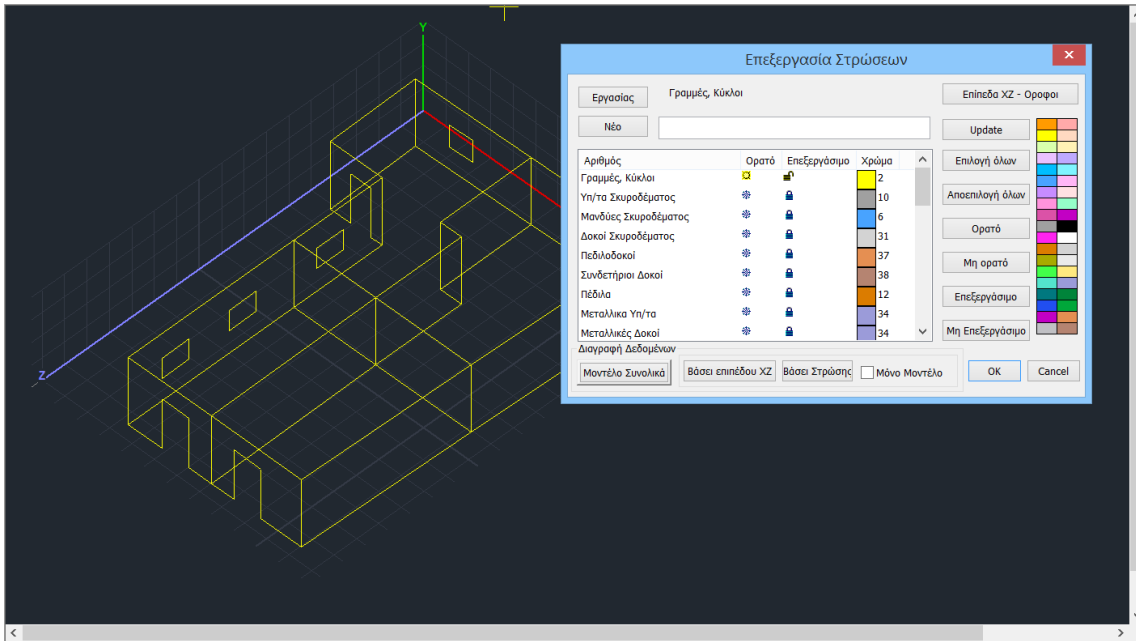 Y
Z
Επεξεργασία Στρώσεων
Εργασίας Γραμμές, Κύκλοι Επίπεδα XZ - Οροφοι
Νέο Update
Αριθμός Ορατό Επεξεργάσιμο Χρώμα
Γραμμές, Κύκλοι 2
Υπ/τα Σκυροδέματος 10
Μανδύες Σκυροδέματος 6
Δοκοί Σκυροδέματος 31
Πεδιλοδοκοί 37
Συνδετήριοι Δοκοί 38
Πέδιλα 12
Μεταλλικα Υπ/τα 34
Μεταλλικές Δοκοί 34
Επιλογή όλων
Αποεπιλογή όλων
Ορατό
Μη ορατό
Επεξεργάσιμο
Μη Επεξεργάσιμο
Διαγραφή Δεδομένων
Μοντέλο Συνολικά Βάσει επιπέδου XZ Βάσει Στρώσης Μόνο Μοντέλο OK Cancel